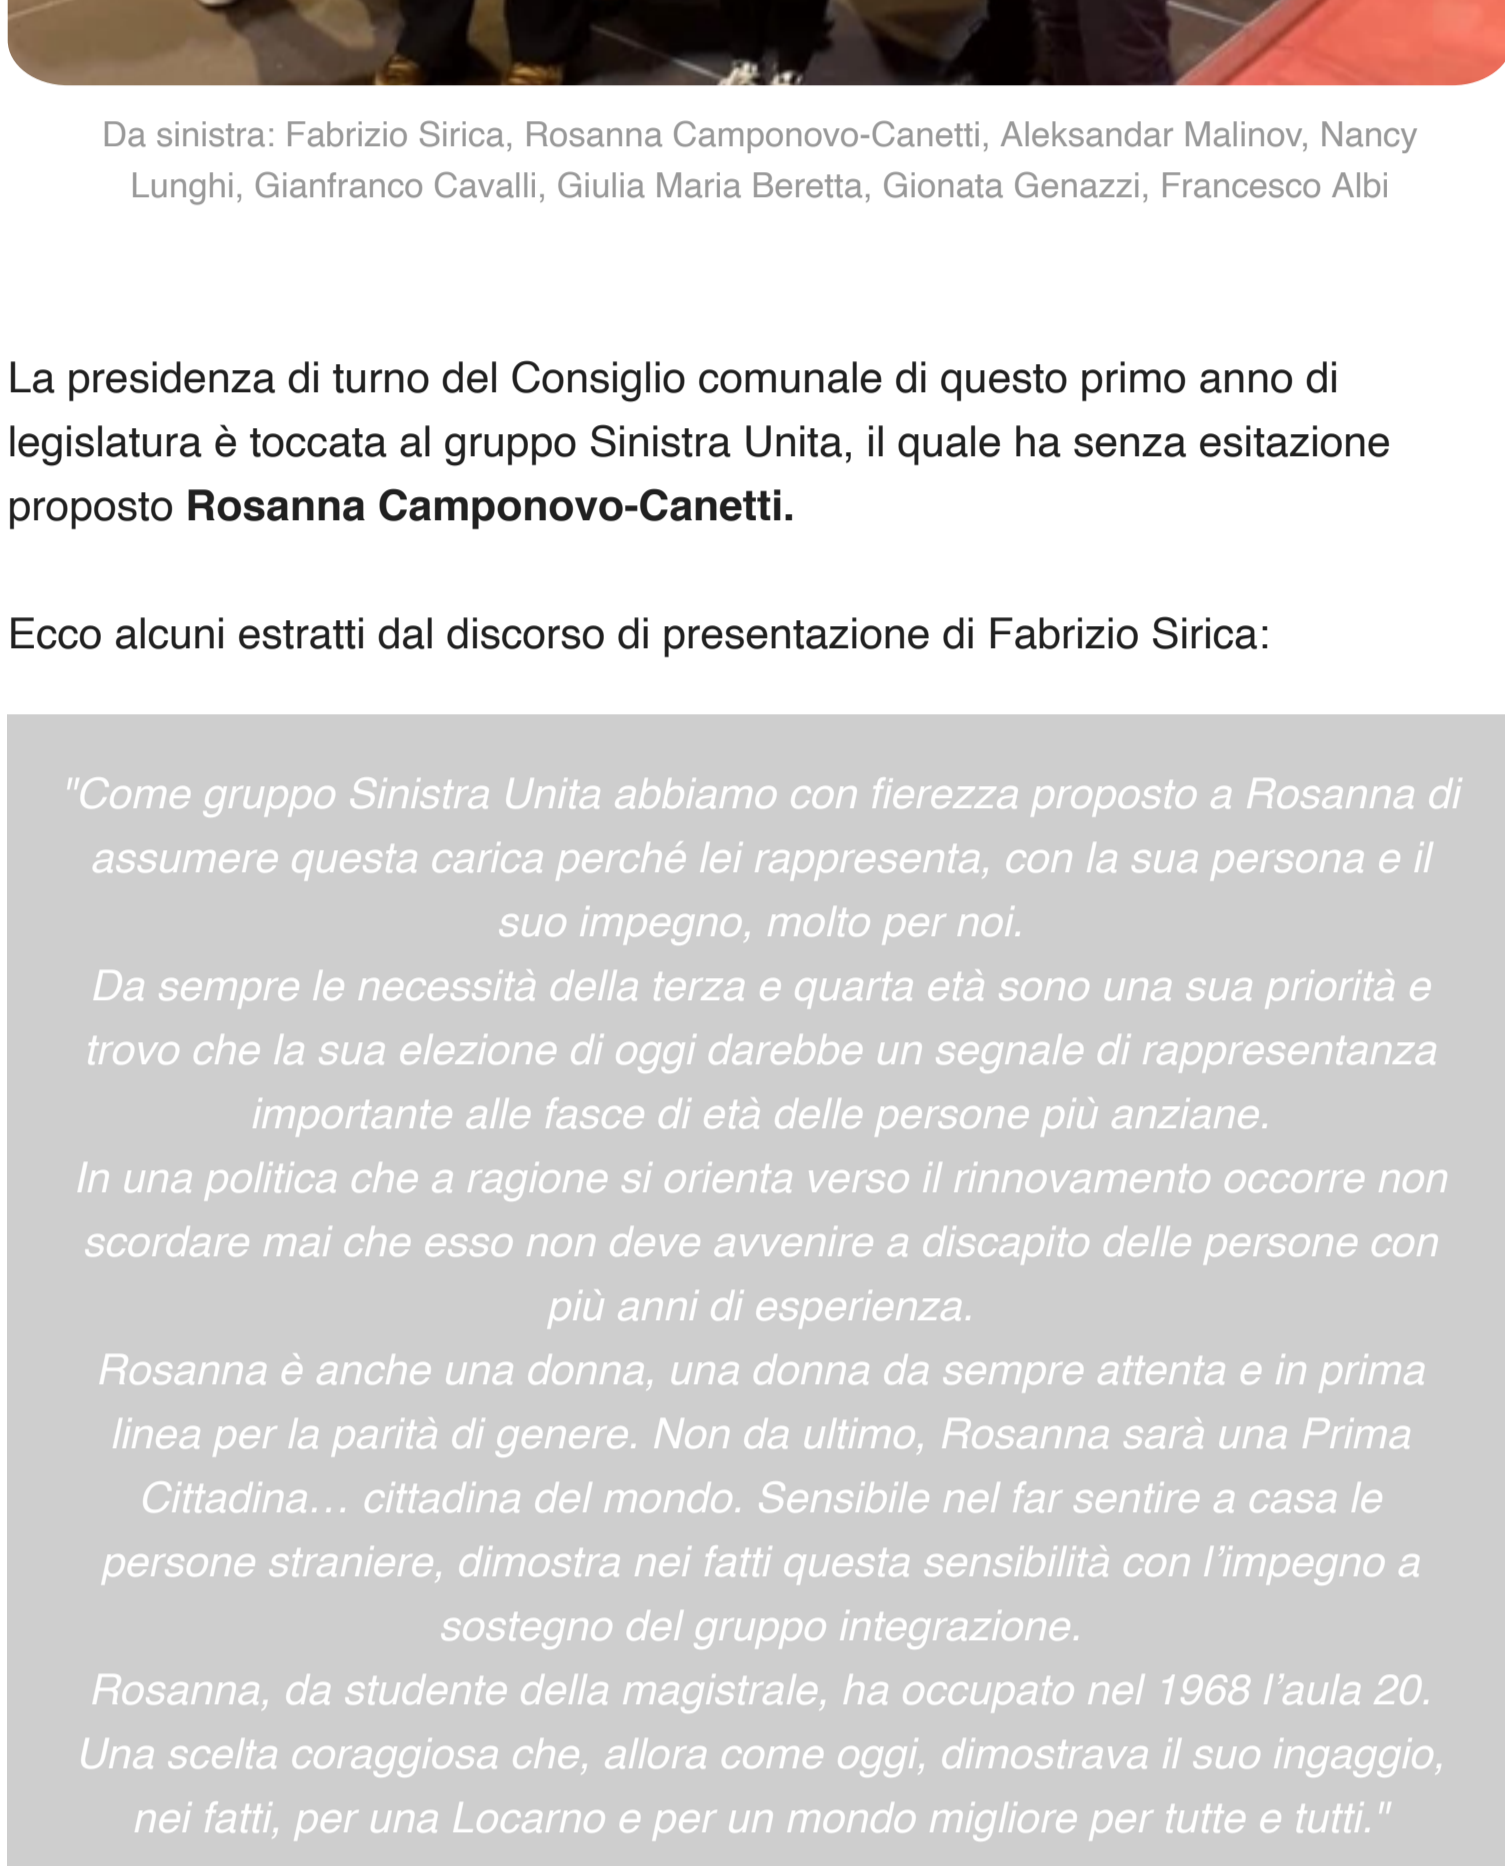 Da sinistra: Fabrizio Sirica, Rosanna Camponovo-Canetti, Aleksandar Malinov, Nancy
Lunghi, Gianfranco Cavalli, Giulia Maria Beretta, Gionata Genazzi, Francesco Albi
La presidenza di turno del Consiglio comunale di questo primo anno di
legislatura è toccata al gruppo Sinistra Unita, il quale ha senza esitazione
proposto Rosanna Camponovo-Canetti.
Ecco alcuni estratti dal discorso di presentazione di Fabrizio Sirica:
"Come gruppo Sinistra Unita abbiamo con fierezza proposto a Rosanna di
assumere questa carica perché lei rappresenta, con la sua persona e il
suo impegno, molto per noi.
Da sempre le necessità della terza e quarta età sono una sua priorità e
trovo che la sua elezione di oggi darebbe un segnale di rappresentanza
importante alle fasce di età delle persone più anziane.
In una politica che a ragione si orienta verso il rinnovamento occorre non
scordare mai che esso non deve avvenire a discapito delle persone con
più anni di esperienza.
Rosanna è anche una donna, una donna da sempre attenta e in prima
linea per la parità di genere. Non da ultimo, Rosanna sarà una Prima
Cittadina… cittadina del mondo. Sensibile nel far sentire a casa le
persone straniere, dimostra nei fatti questa sensibilità con l’impegno a
sostegno del gruppo integrazione.
Rosanna, da studente della magistrale, ha occupato nel 1968 l’aula 20.
Una scelta coraggiosa che, allora come oggi, dimostrava il suo ingaggio,
nei fatti, per una Locarno e per un mondo migliore per tutte e tutti."